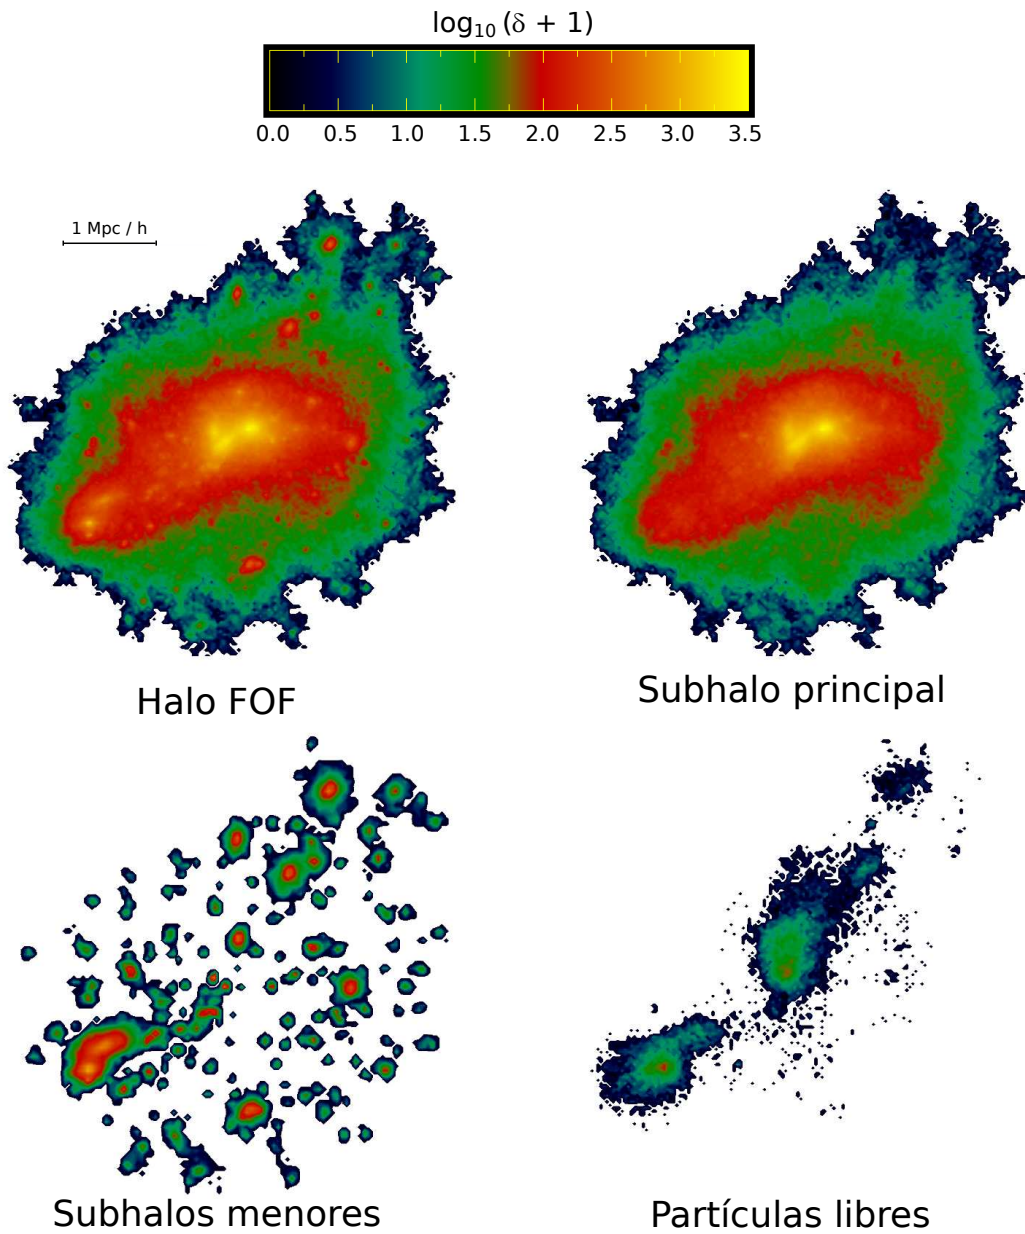 log₁₀ (δ + 1)
0.0 0.5 1.0 1.5 2.0 2.5 3.0 3.5
1 Mpc / h
Halo FOF
Subhalo principal
Subhalos menores
Partículas libres